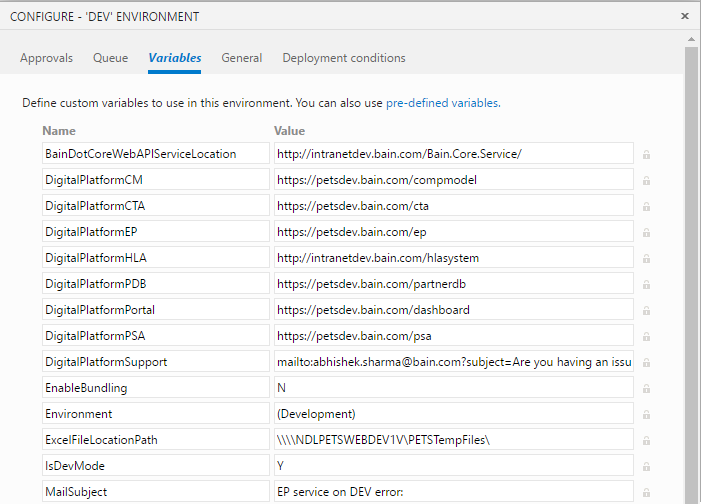 CONFIGURE - 'DEV' ENVIRONMENT
Approvals Queue Variables General Deployment conditions
Define custom variables to use in this environment. You can also use pre-defined variables.
Name Value
BainDotCoreWebAPIServiceLocation http://intranetdev.bain.com/Bain.Core.Service/
DigitalPlatformCM https://petsdev.bain.com/compmodel
DigitalPlatformCTA https://petsdev.bain.com/cta
DigitalPlatformEP https://petsdev.bain.com/ep
DigitalPlatformHLA http://intranetdev.bain.com/hlasystem
DigitalPlatformPDB https://petsdev.bain.com/partnerdb
DigitalPlatformPortal https://petsdev.bain.com/dashboard
DigitalPlatformPSA https://petsdev.bain.com/psa
DigitalPlatformSupport mailto:abhishek.sharma@bain.com?subject=Are you having an issu
EnableBundling N
Environment (Development)
ExcelFileLocationPath \\\\NDLPETSWEBDEV1V\PETSTempFiles\
IsDevMode Y
MailSubject EP service on DEV error: